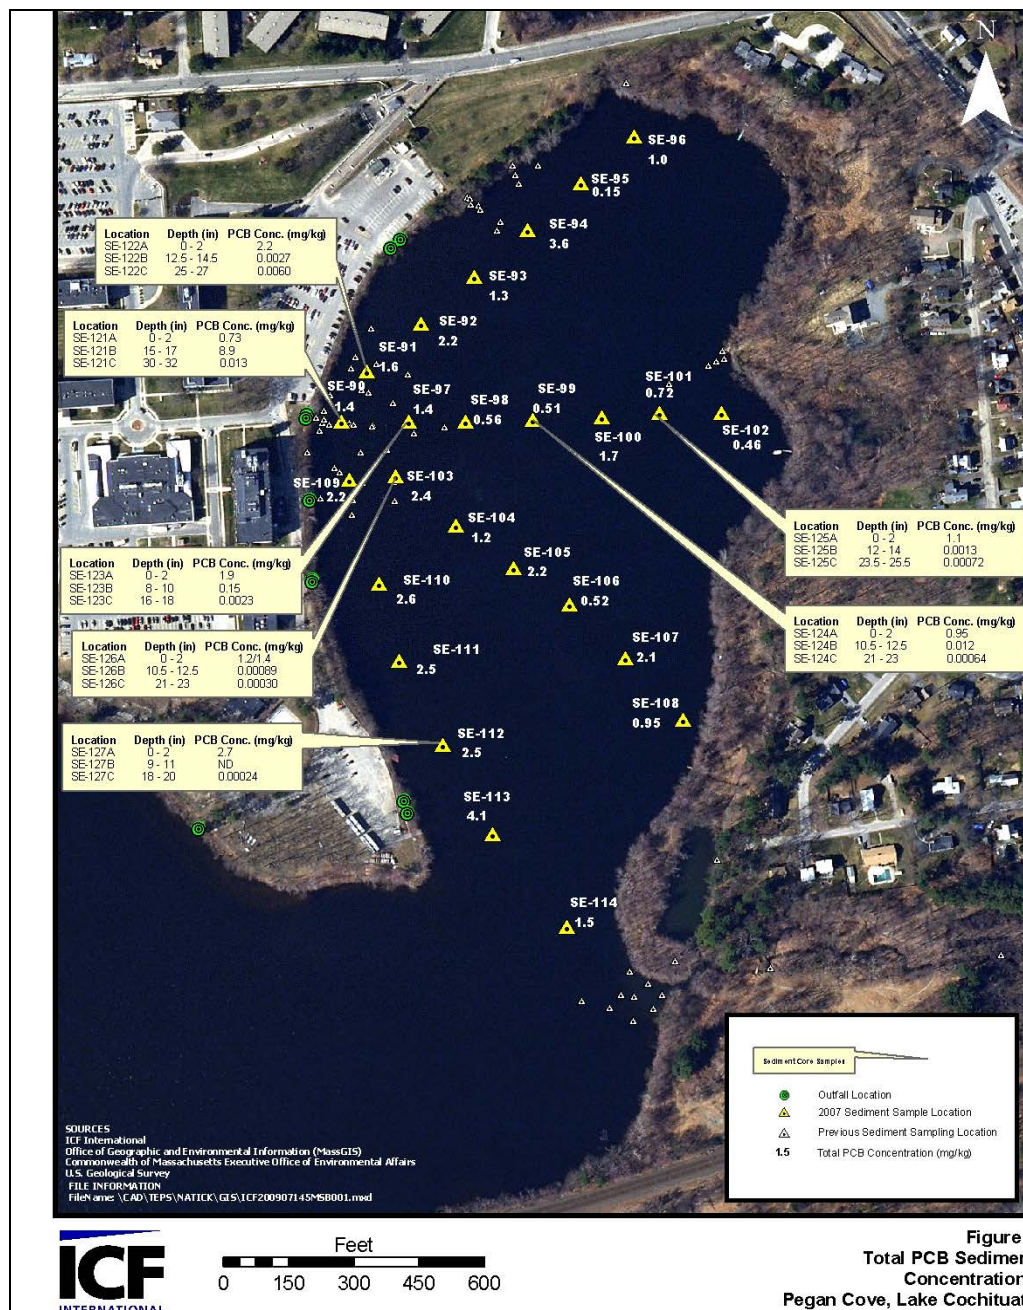 N
SE-96
1.0
SE-95
0.15
SE-94
3.6
SE-93
1.3
SE-92
2.2
SE-91
1.6
SE-90
1.4
SE-97
1.4
SE-98
0.56
SE-99
0.51
SE-100
1.7
SE-101
0.72
SE-102
0.46
SE-109
2.2
SE-103
2.4
SE-104
1.2
SE-105
2.2
SE-106
0.52
SE-110
2.6
SE-107
2.1
SE-111
2.5
SE-108
0.95
SE-112
2.5
SE-113
4.1
SE-114
1.5
Location Depth (in) PCB Conc. (mg/kg)
SE-122A 0 - 2 2.2
SE-122B 12.5 - 14.5 0.0027
SE-122C 25 - 27 0.0060
Location Depth (in) PCB Conc. (mg/kg)
SE-121A 0 - 2 0.73
SE-121B 15 - 17 8.9
SE-121C 30 - 32 0.013
Location Depth (in) PCB Conc. (mg/kg)
SE-123A 0 - 2 1.9
SE-123B 8 - 10 0.15
SE-123C 16 - 18 0.0023
Location Depth (in) PCB Conc. (mg/kg)
SE-126A 0 - 2 1.2/1.4
SE-126B 10.5 - 12.5 0.00089
SE-126C 21 - 23 0.00030
Location Depth (in) PCB Conc. (mg/kg)
SE-127A 0 - 2 2.7
SE-127B 9 - 11 ND
SE-127C 18 - 20 0.00024
Location Depth (in) PCB Conc. (mg/kg)
SE-125A 0 - 2 1.1
SE-125B 12 - 14 0.0013
SE-125C 23.5 - 25.5 0.00072
Location Depth (in) PCB Conc. (mg/kg)
SE-124A 0 - 2 0.95
SE-124B 10.5 - 12.5 0.012
SE-124C 21 - 23 0.00064
Sediment Core Samples
Outfall Location
2007 Sediment Sample Location
Previous Sediment Sampling Location
1.5 Total PCB Concentration (mg/kg)
SOURCES
ICF International
Office of Geographic and Environmental Information (MassGIS)
Commonwealth of Massachusetts Executive Office of Environmental Affairs
U.S. Geological Survey
FILE INFORMATION
FileName: \CAD\TEPS\NATICK\GIS\ICF200907145MSB001.mxd
ICF
INTERNATIONAL
Feet
0 150 300 450 600
Figure
Total PCB Sedimen
Concentration
Pegan Cove, Lake Cochituat